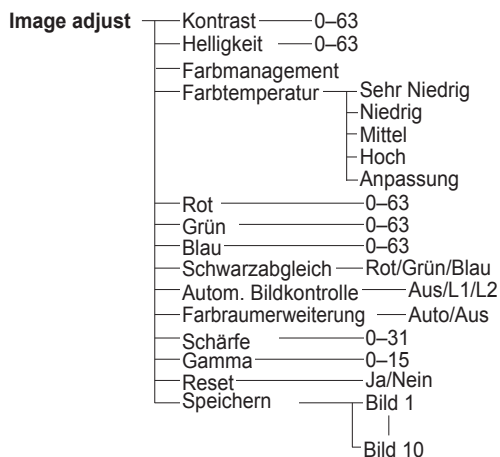 Image adjust Kontrast 0–63
Helligkeit 0–63
Farbmanagement
Farbtemperatur Sehr Niedrig
Niedrig
Mittel
Hoch
Anpassung
Rot 0–63
Grün 0–63
Blau 0–63
Schwarzabgleich Rot/Grün/Blau
Autom. Bildkontrolle Aus/L1/L2
Farbraumerweiterung Auto/Aus
Schärfe 0–31
Gamma 0–15
Reset Ja/Nein
Speichern Bild 1
Bild 10